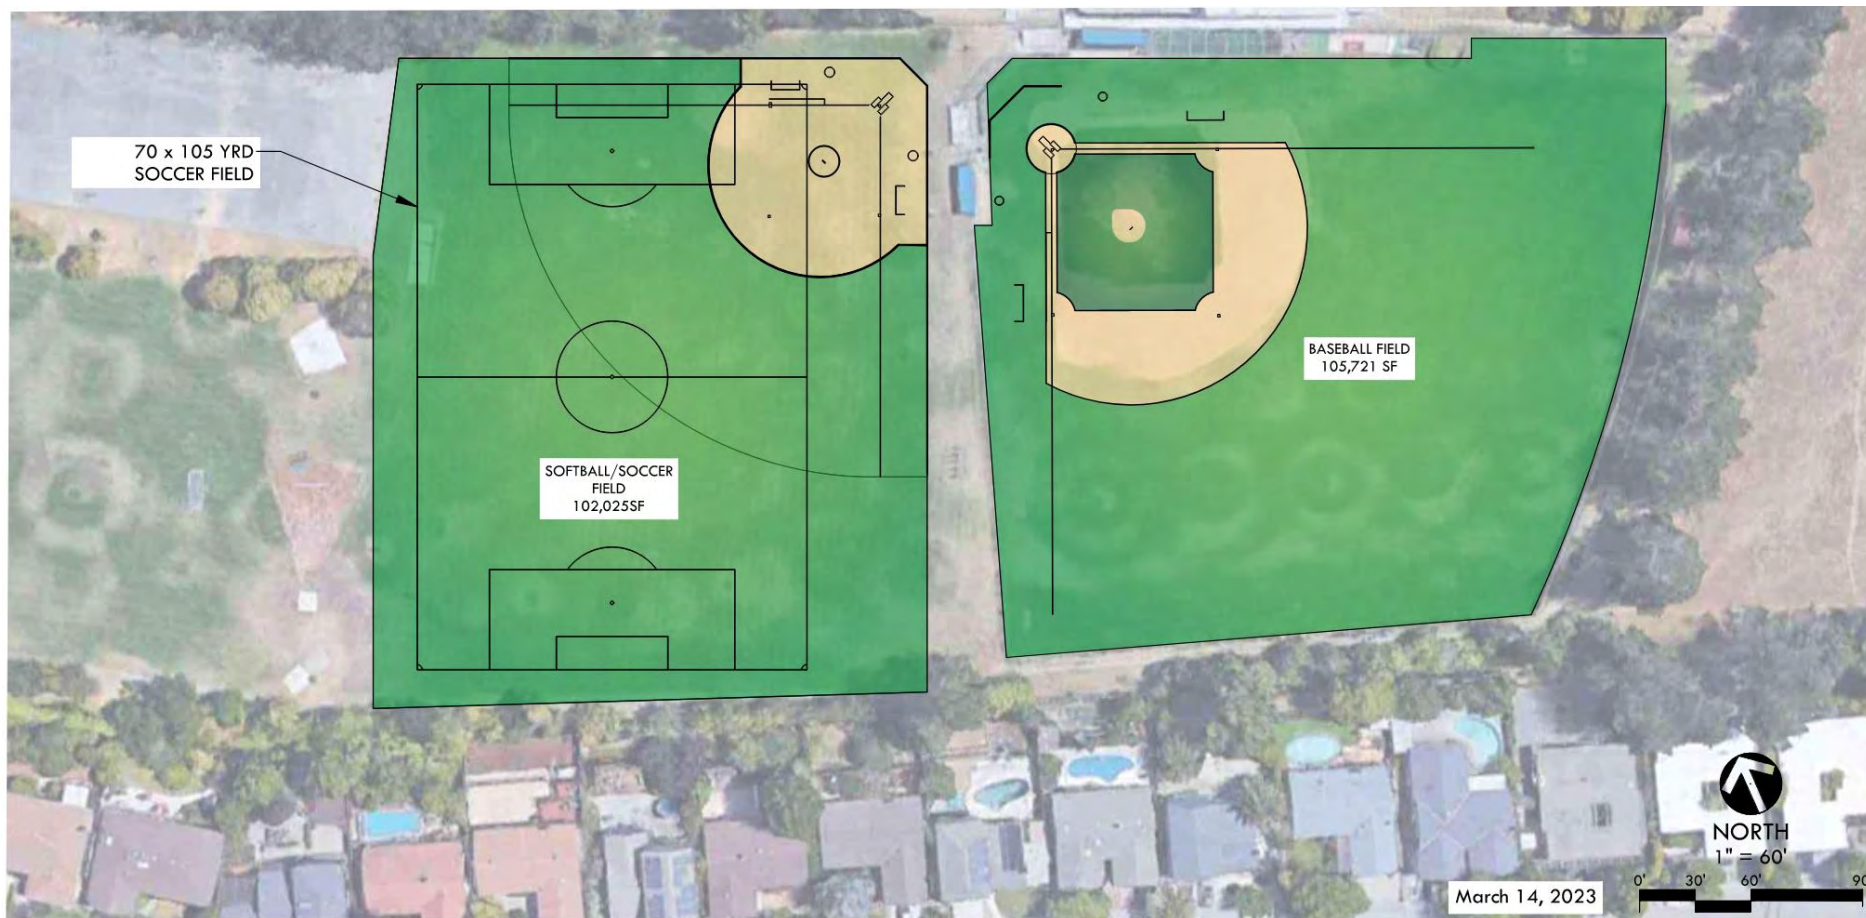 70 x 105 YRD
SOCCER FIELD
BASEBALL FIELD
105,721 SF
SOFTBALL/SOCCER
FIELD
102,025SF
NORTH
1" = 60'
0' 30' 60'
March 14, 2023